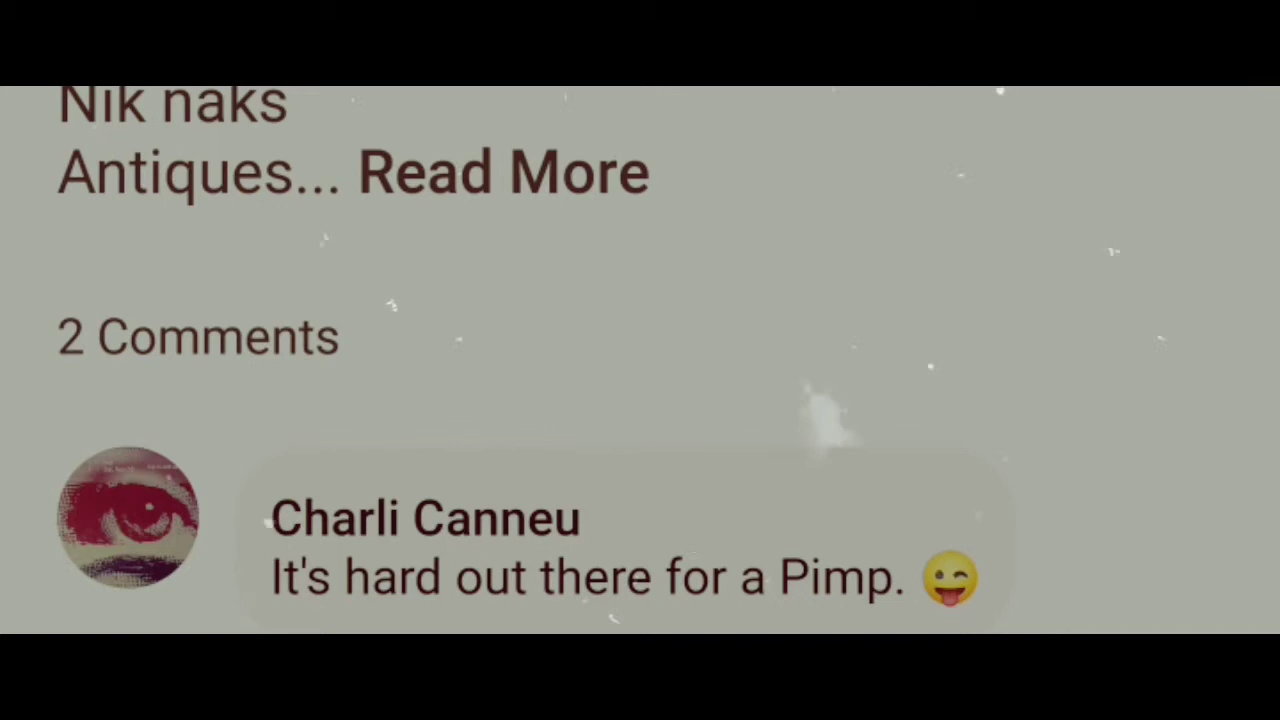 Nik naks
Antiques... Read More
2 Comments
Charli Canneu
It's hard out there for a Pimp. 😜